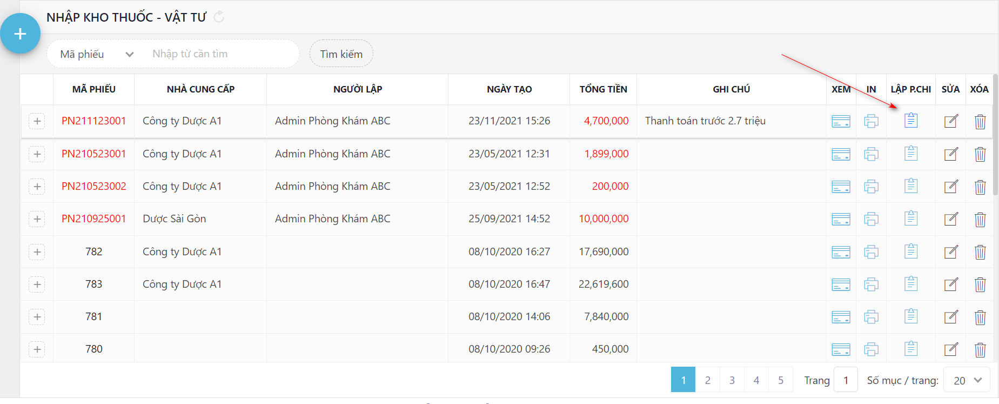 NHẬP KHO THUỐC - VẬT TƯ
+
Mã phiếu Nhập từ cần tìm Tìm kiếm
MÃ PHIẾU NHÀ CUNG CẤP NGƯỜI LẬP NGÀY TẠO TỔNG TIỀN GHI CHÚ XEM IN LẬP P.CHI SỬA XÓA
+ PN211123001 Công ty Dược A1 Admin Phòng Khám ABC 23/11/2021 15:26 4,700,000 Thanh toán trước 2.7 triệu
+ PN210523001 Công ty Dược A1 Admin Phòng Khám ABC 23/05/2021 12:31 1,899,000
+ PN210523002 Công ty Dược A1 Admin Phòng Khám ABC 23/05/2021 12:52 200,000
+ PN210925001 Dược Sài Gòn Admin Phòng Khám ABC 25/09/2021 14:52 10,000,000
+ 782 Công ty Dược A1 08/10/2020 16:27 17,690,000
+ 783 Công ty Dược A1 08/10/2020 16:47 22,619,600
+ 781 08/10/2020 14:06 7,840,000
+ 780 08/10/2020 09:26 450,000
1 2 3 4 5 Trang 1 Số mục / trang: 20